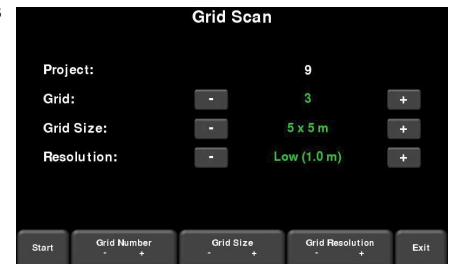 Grid Scan
Project: 9
Grid: - 3 +
Grid Size: - 5 x 5 m +
Resolution: - Low (1.0 m) +
Start Grid Number Grid Size Grid Resolution Exit
- + - + - +